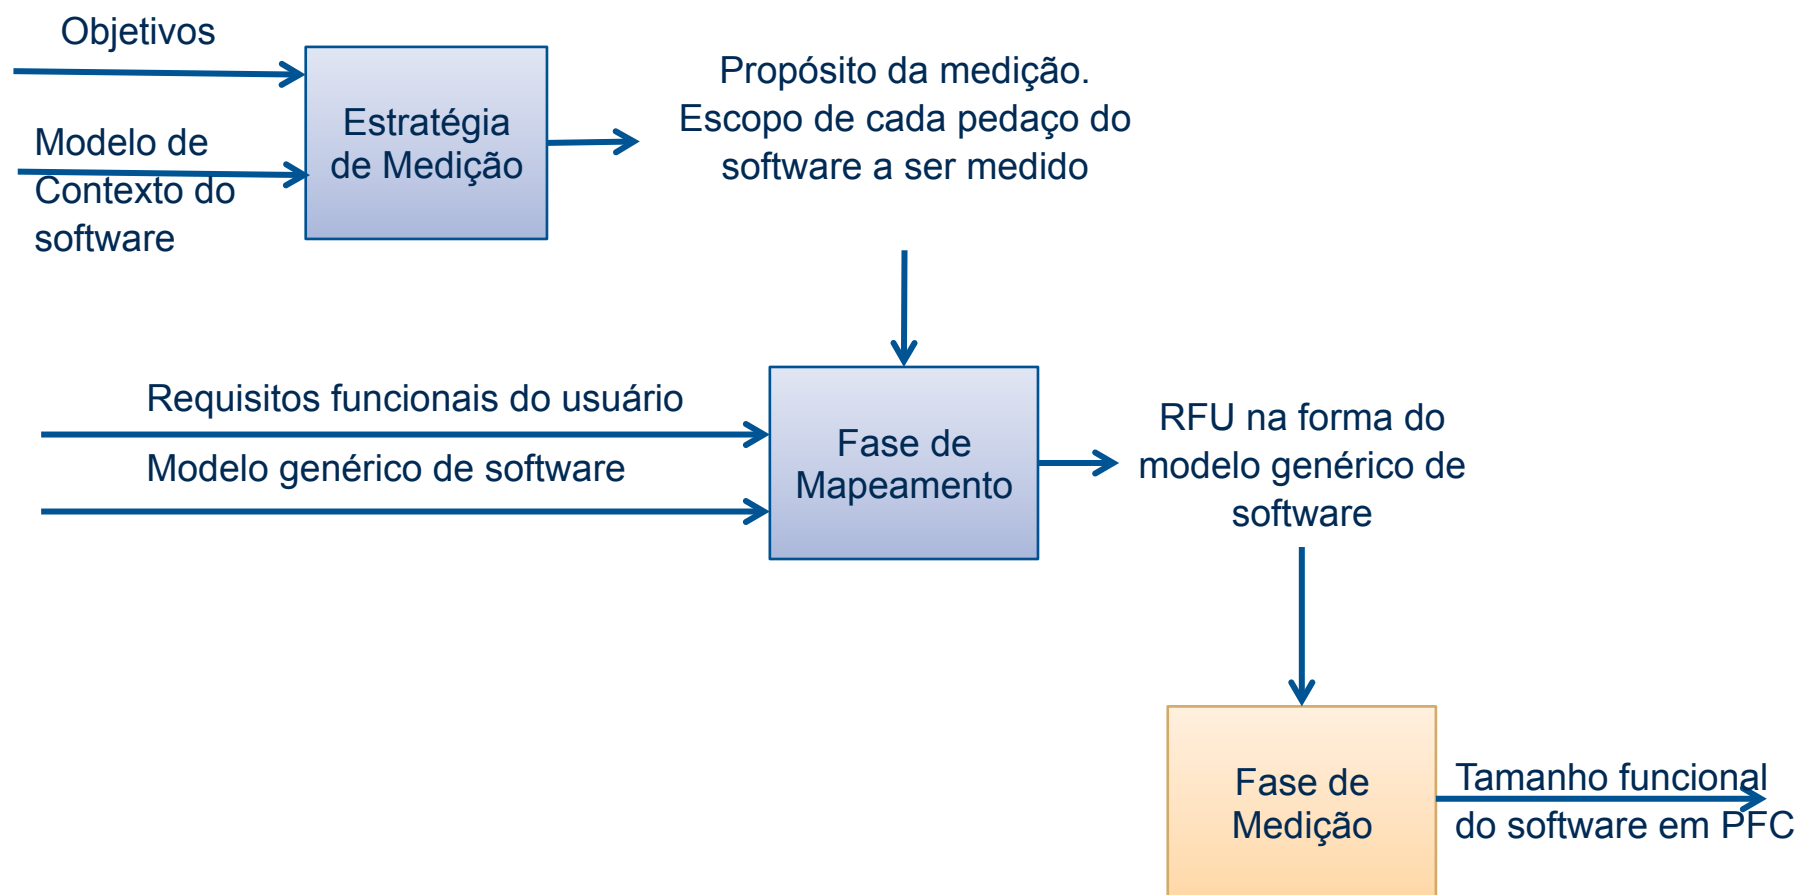 Objetivos
Modelo de
Contexto do
software
Estratégia
de Medição
Propósito da medição.
Escopo de cada pedaço do
software a ser medido
Requisitos funcionais do usuário
Modelo genérico de software
Fase de
Mapeamento
RFU na forma do
modelo genérico de
software
Fase de
Medição
Tamanho funcional
do software em PFC